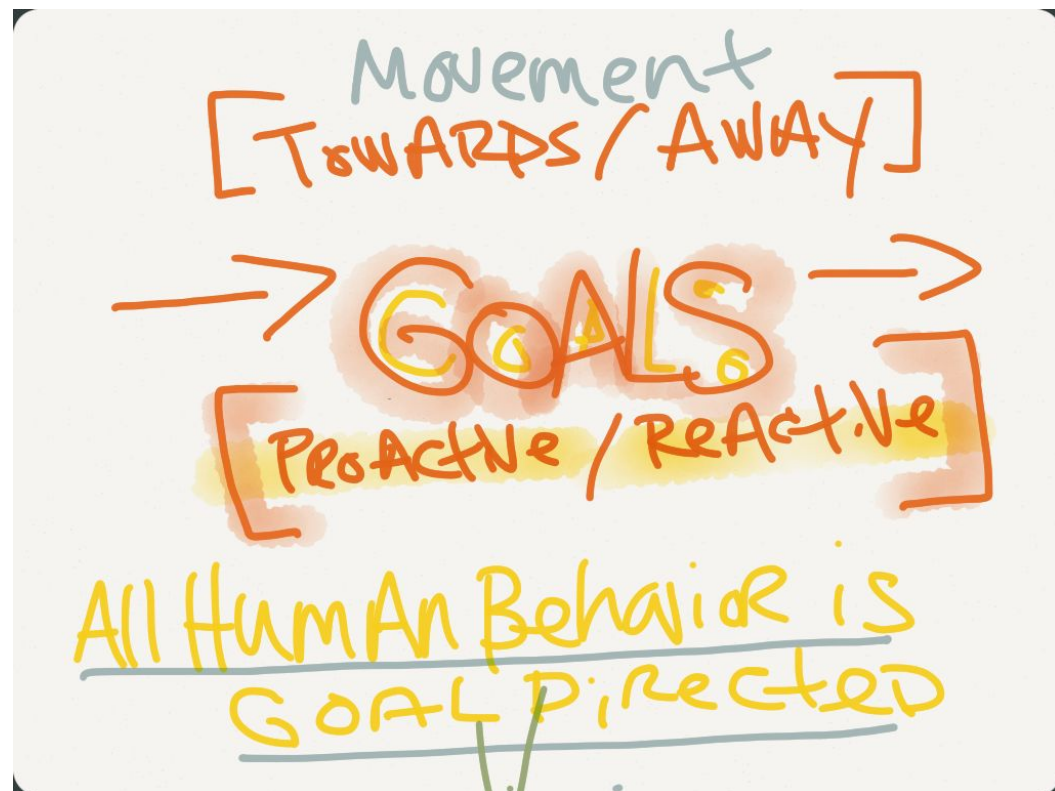 Movement
[TOWARDS / AWAY]
→ GOALS →
[PROACTIVE / REACTIVE]
All HUMAN BEHAVIOR iS
GOAL DIRECTED